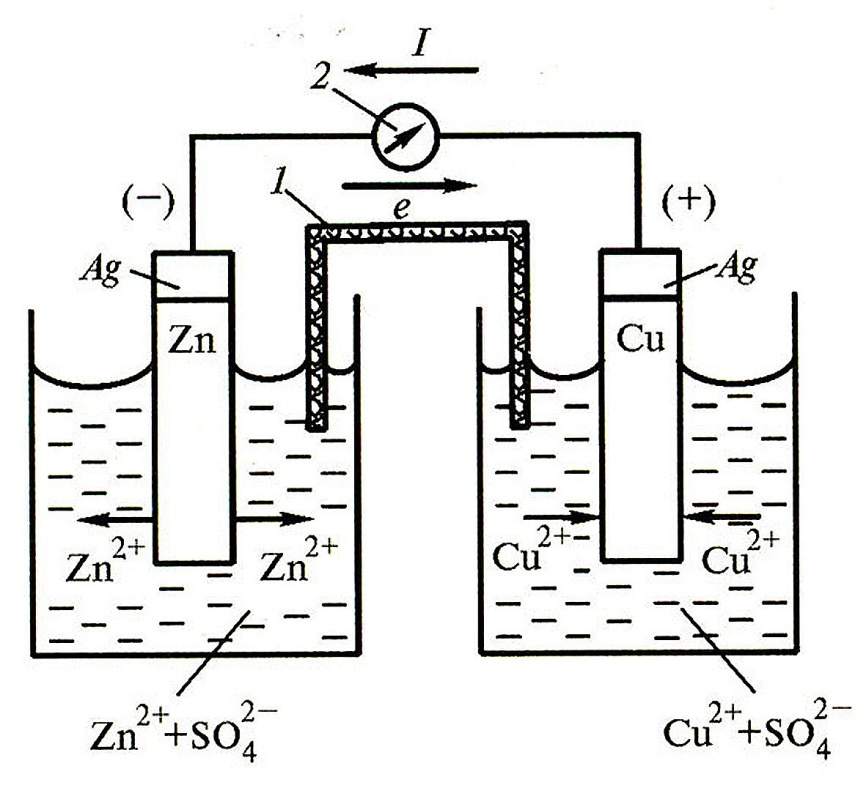 I
2
1
e
(−)
(+)
Ag
Ag
Zn
Cu
Zn²⁺
Zn²⁺
Cu²⁺
Cu²⁺
Zn²⁺+SO₄²⁻
Cu²⁺+SO₄²⁻